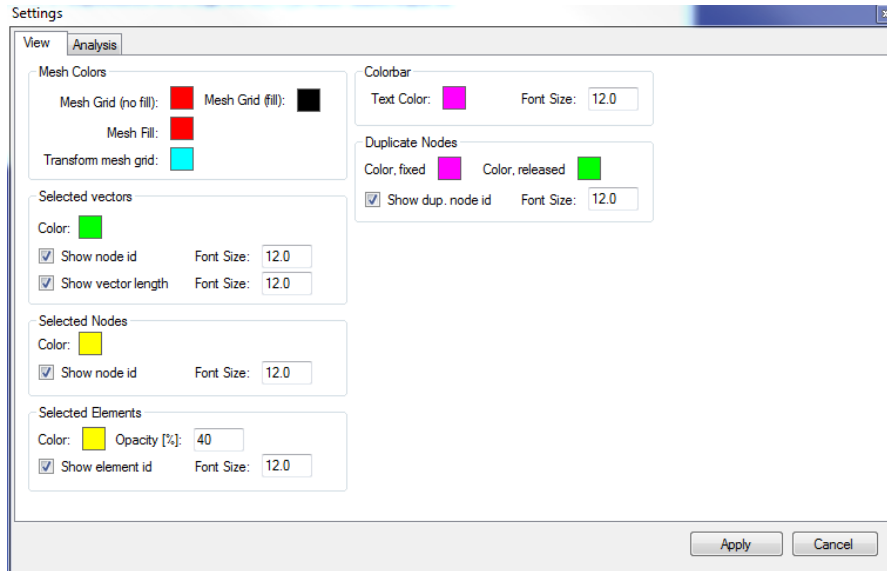 Settings
View Analysis
Mesh Colors
Mesh Grid (no fill): Mesh Grid (fill):
Mesh Fill:
Transform mesh grid:
Selected vectors
Color:
Show node id Font Size: 12.0
Show vector length Font Size: 12.0
Selected Nodes
Color:
Show node id Font Size: 12.0
Selected Elements
Color: Opacity [%]: 40
Show element id Font Size: 12.0
Colorbar
Text Color: Font Size: 12.0
Duplicate Nodes
Color, fixed Color, released
Show dup. node id Font Size: 12.0
Apply Cancel